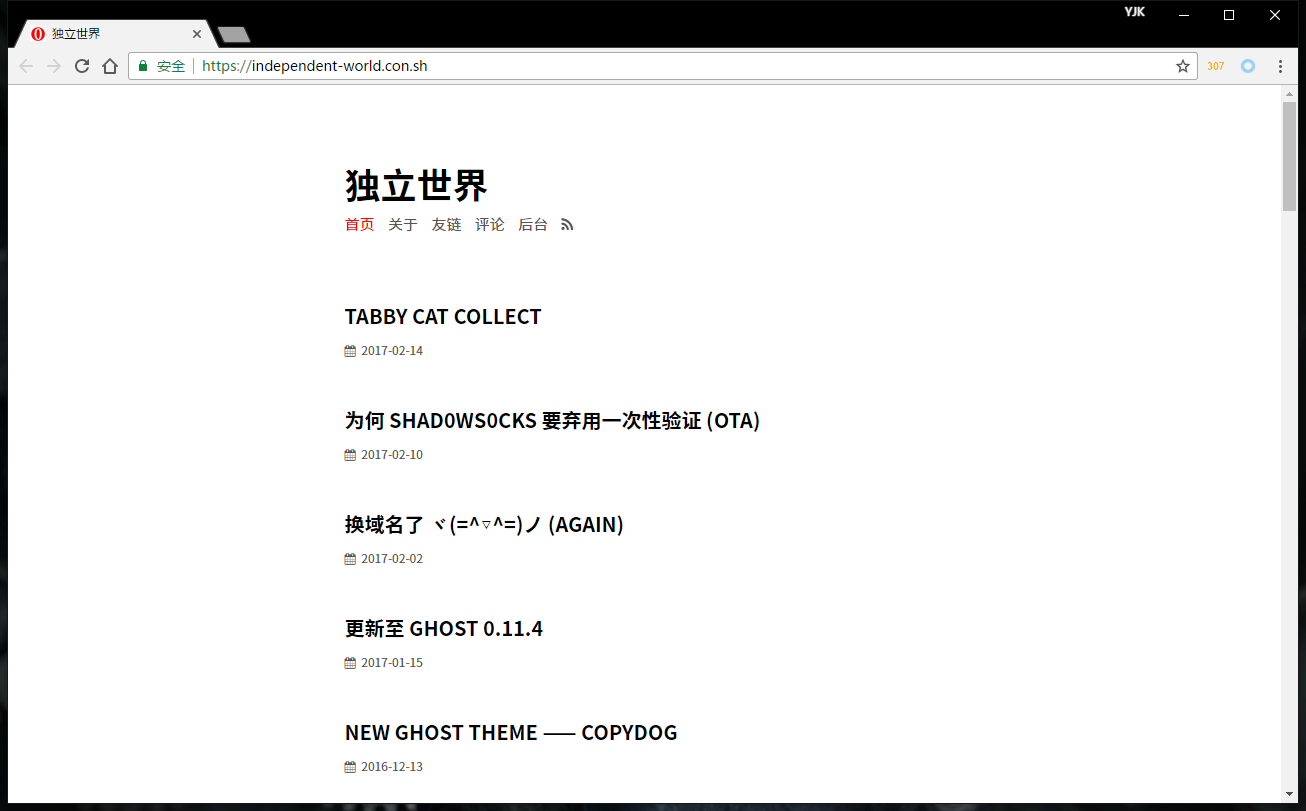 YJK
独立世界
安全 https://independent-world.con.sh 307
独立世界
首页 关于 友链 评论 后台
TABBY CAT COLLECT
2017-02-14
为何 SHAD0WS0CKS 要弃用一次性验证 (OTA)
2017-02-10
换域名了 ヾ(=^▽^=)ノ (AGAIN)
2017-02-02
更新至 GHOST 0.11.4
2017-01-15
NEW GHOST THEME —— COPYDOG
2016-12-13